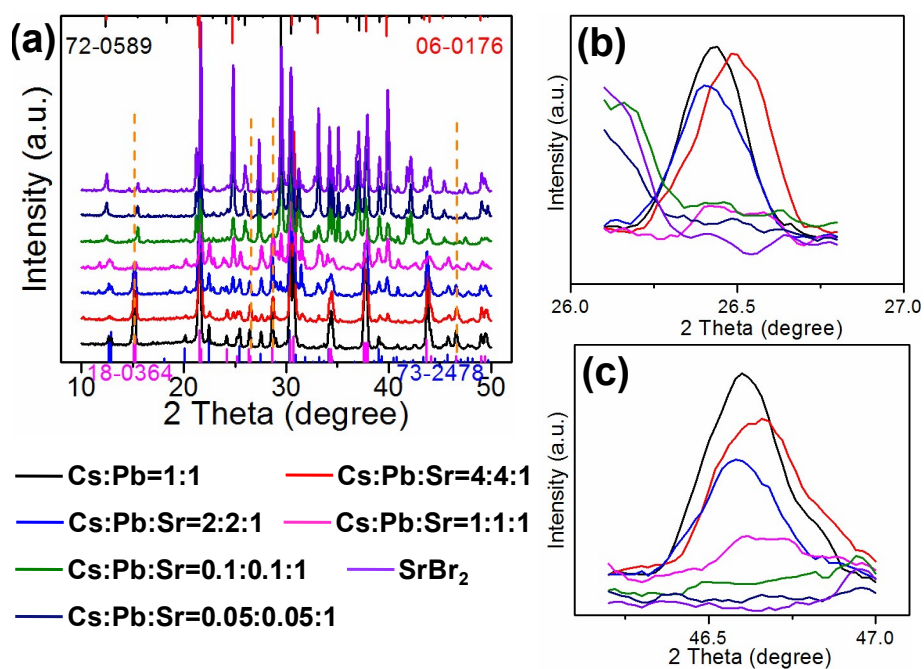 (a)
72-0589
06-0176
Intensity (a.u.)
18-0364
73-2478
10 20 30 40 50
2 Theta (degree)
(b)
Intensity (a.u.)
26.0 26.5 27.0
2 Theta (degree)
(c)
Intensity (a.u.)
46.5 47.0
2 Theta (degree)
Cs:Pb=1:1
Cs:Pb:Sr=4:4:1
Cs:Pb:Sr=2:2:1
Cs:Pb:Sr=1:1:1
Cs:Pb:Sr=0.1:0.1:1
SrBr2
Cs:Pb:Sr=0.05:0.05:1